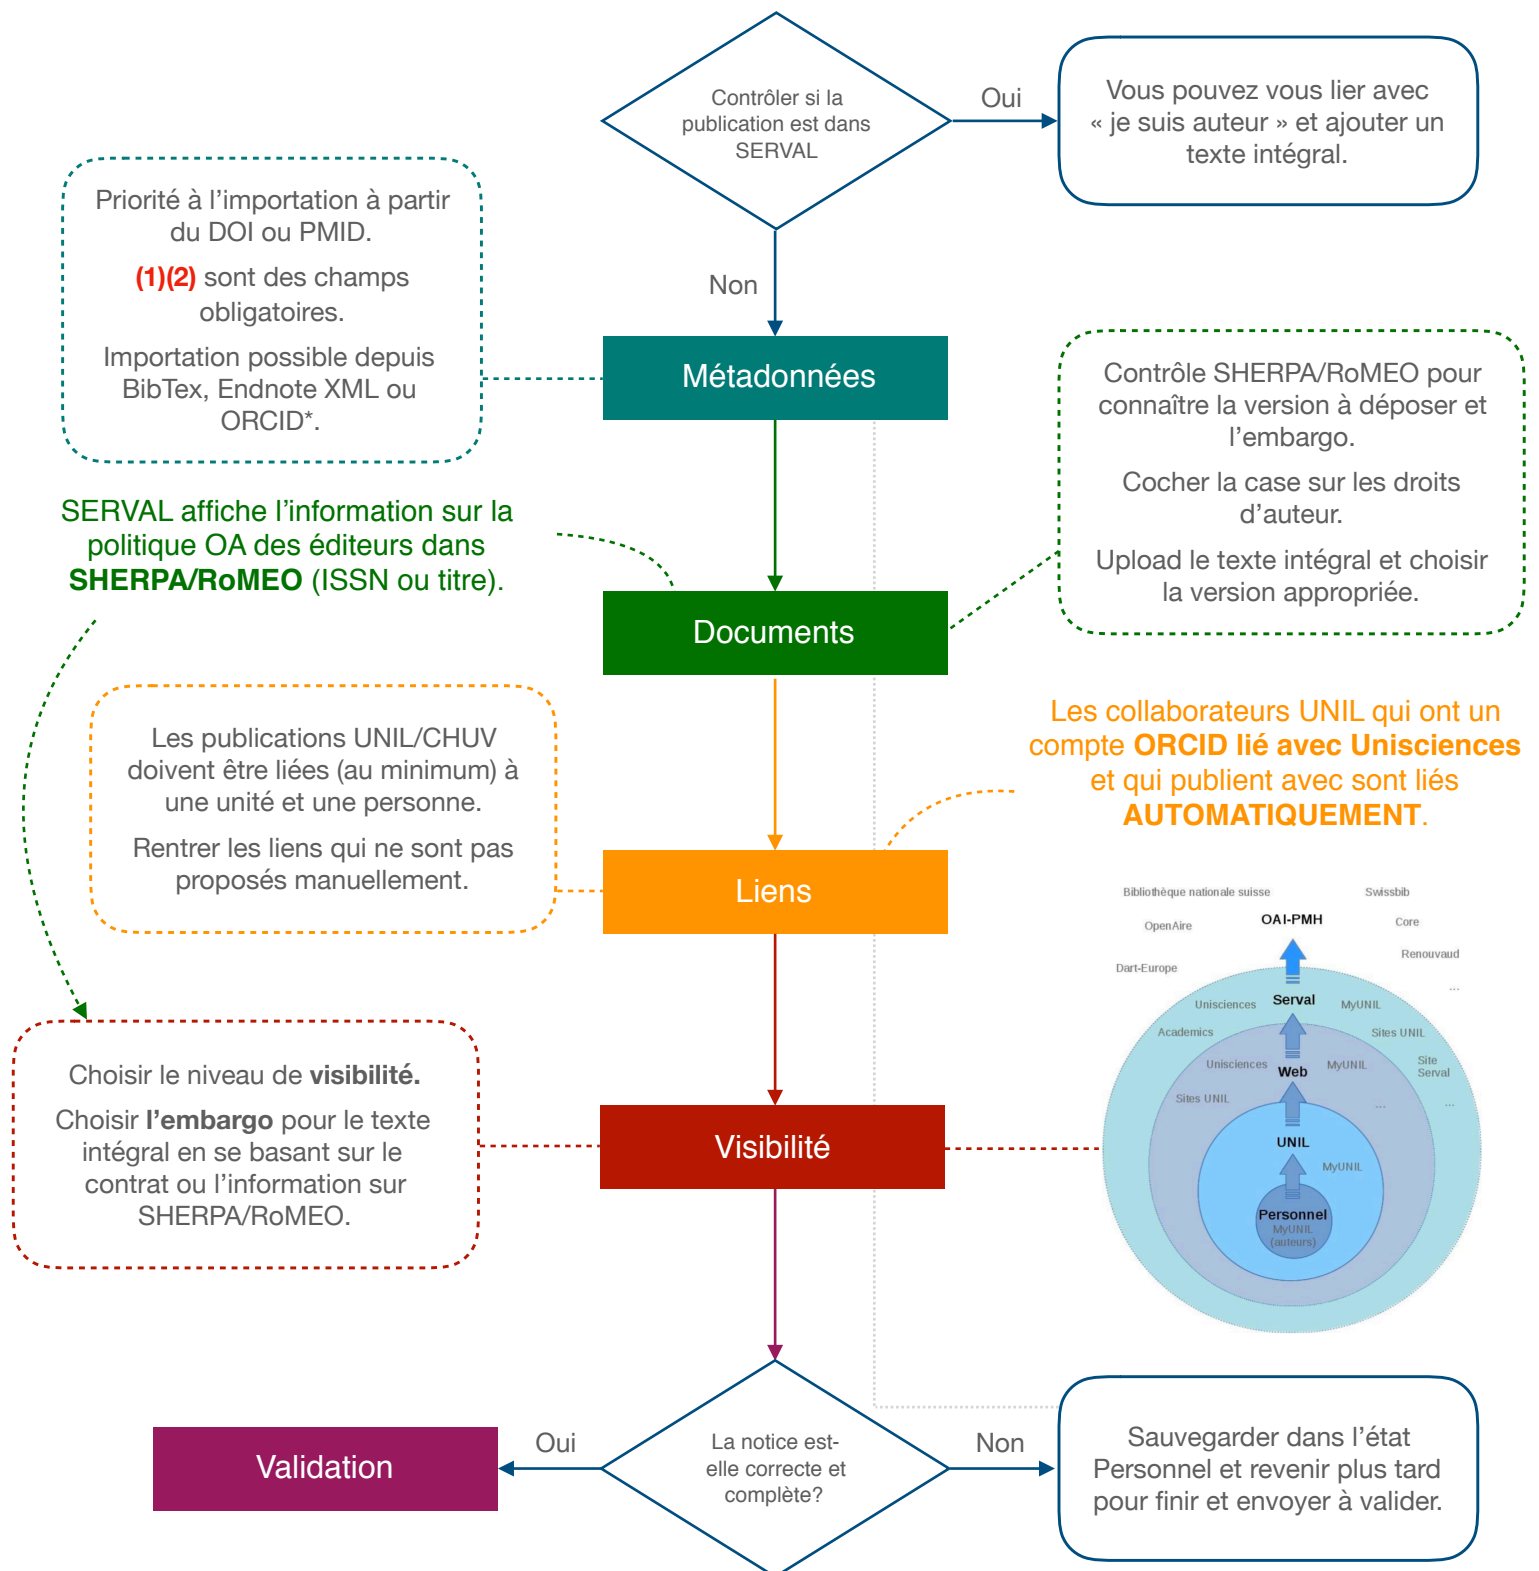 Contrôler si la
publication est dans
SERVAL
Oui
Vous pouvez vous lier avec
« je suis auteur » et ajouter un
texte intégral.
Non
Priorité à l’importation à partir
du DOI ou PMID.
(1)(2) sont des champs
obligatoires.
Importation possible depuis
BibTex, Endnote XML ou
ORCID*.
Métadonnées
Contrôle SHERPA/RoMEO pour
connaître la version à déposer et
l’embargo.
Cocher la case sur les droits
d’auteur.
Upload le texte intégral et choisir
la version appropriée.
SERVAL affiche l’information sur la
politique OA des éditeurs dans
SHERPA/RoMEO (ISSN ou titre).
Documents
Les publications UNIL/CHUV
doivent être liées (au minimum) à
une unité et une personne.
Rentrer les liens qui ne sont pas
proposés manuellement.
Les collaborateurs UNIL qui ont un
compte ORCID lié avec Unisciences
et qui publient avec sont liés
AUTOMATIQUEMENT.
Liens
Bibliothèque nationale suisse
Swissbib
OpenAire
OAI-PMH
Core
Renouvaud
Dart-Europe
...
Unisciences
Serval
MyUNIL
Academics
Sites UNIL
Unisciences
Web
MyUNIL
Site
Serval
Sites UNIL
...
...
UNIL
MyUNIL
Personnel
MyUNIL
(auteurs)
Choisir le niveau de visibilité.
Choisir l’embargo pour le texte
intégral en se basant sur le
contrat ou l’information sur
SHERPA/RoMEO.
Visibilité
La notice est-
elle correcte et
complète?
Oui
Validation
Non
Sauvegarder dans l’état
Personnel et revenir plus tard
pour finir et envoyer à valider.